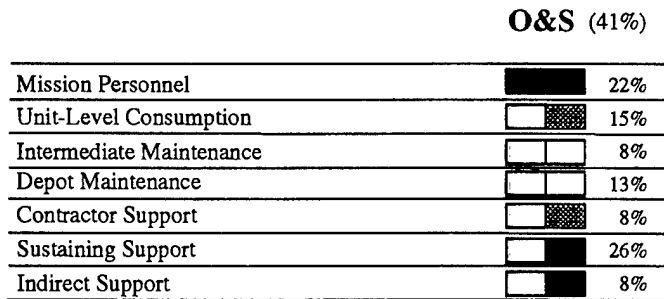 O&S (41%)
Mission Personnel 22%
Unit-Level Consumption 15%
Intermediate Maintenance 8%
Depot Maintenance 13%
Contractor Support 8%
Sustaining Support 26%
Indirect Support 8%